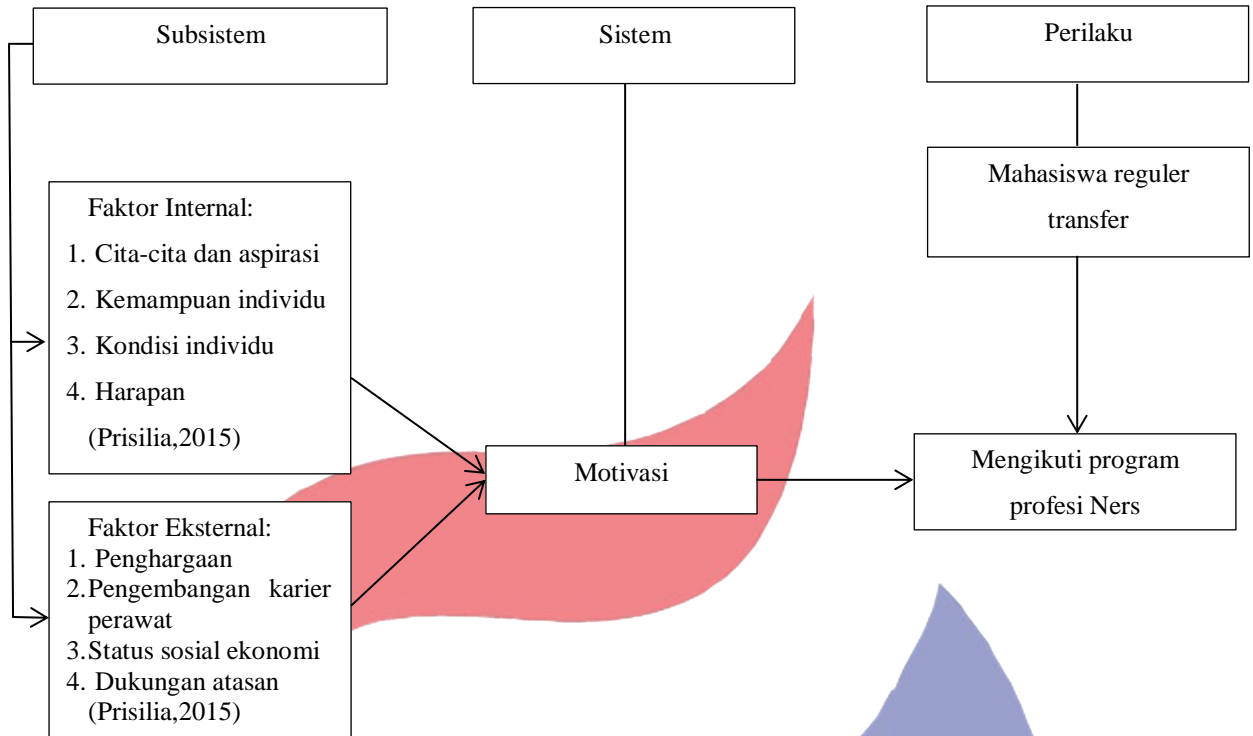 Subsistem
Sistem
Perilaku
Mahasiswa reguler
transfer
Faktor Internal:
1. Cita-cita dan aspirasi
2. Kemampuan individu
3. Kondisi individu
4. Harapan
(Prisilia,2015)
Motivasi
Mengikuti program
profesi Ners
Faktor Eksternal:
1. Penghargaan
2.Pengembangan karier
perawat
3.Status sosial ekonomi
4. Dukungan atasan
(Prisilia,2015)